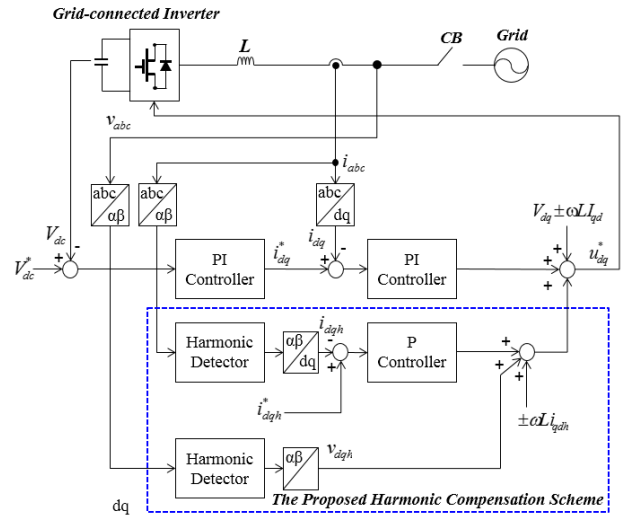 Grid-connected Inverter
L
CB
Grid
v_abc
i_abc
abc
αβ
abc
αβ
abc
dq
V_dc
-
+
V*_dc
PI
Controller
i*_dq
+
i_dq
-
PI
Controller
V_dq ± ωLI_qd
+
+
+
u*_dq
Harmonic
Detector
αβ
dq
i_dqh
-
+
P
Controller
i*_dqh
+
+
+
±ωLi_qdh
Harmonic
Detector
αβ
v_dqh
The Proposed Harmonic Compensation Scheme
dq